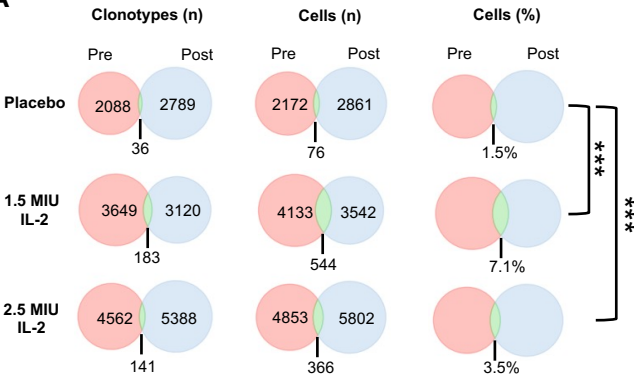 A
Clonotypes (n) Cells (n) Cells (%)
Pre Post Pre Post Pre Post
Placebo 2088 2789 2172 2861
36 76 1.5%
***
1.5 MIU
IL-2 3649 3120 4133 3542
183 544 7.1%
***
2.5 MIU
IL-2 4562 5388 4853 5802
141 366 3.5%